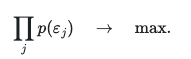 ∏_j p(ε_j) → max.